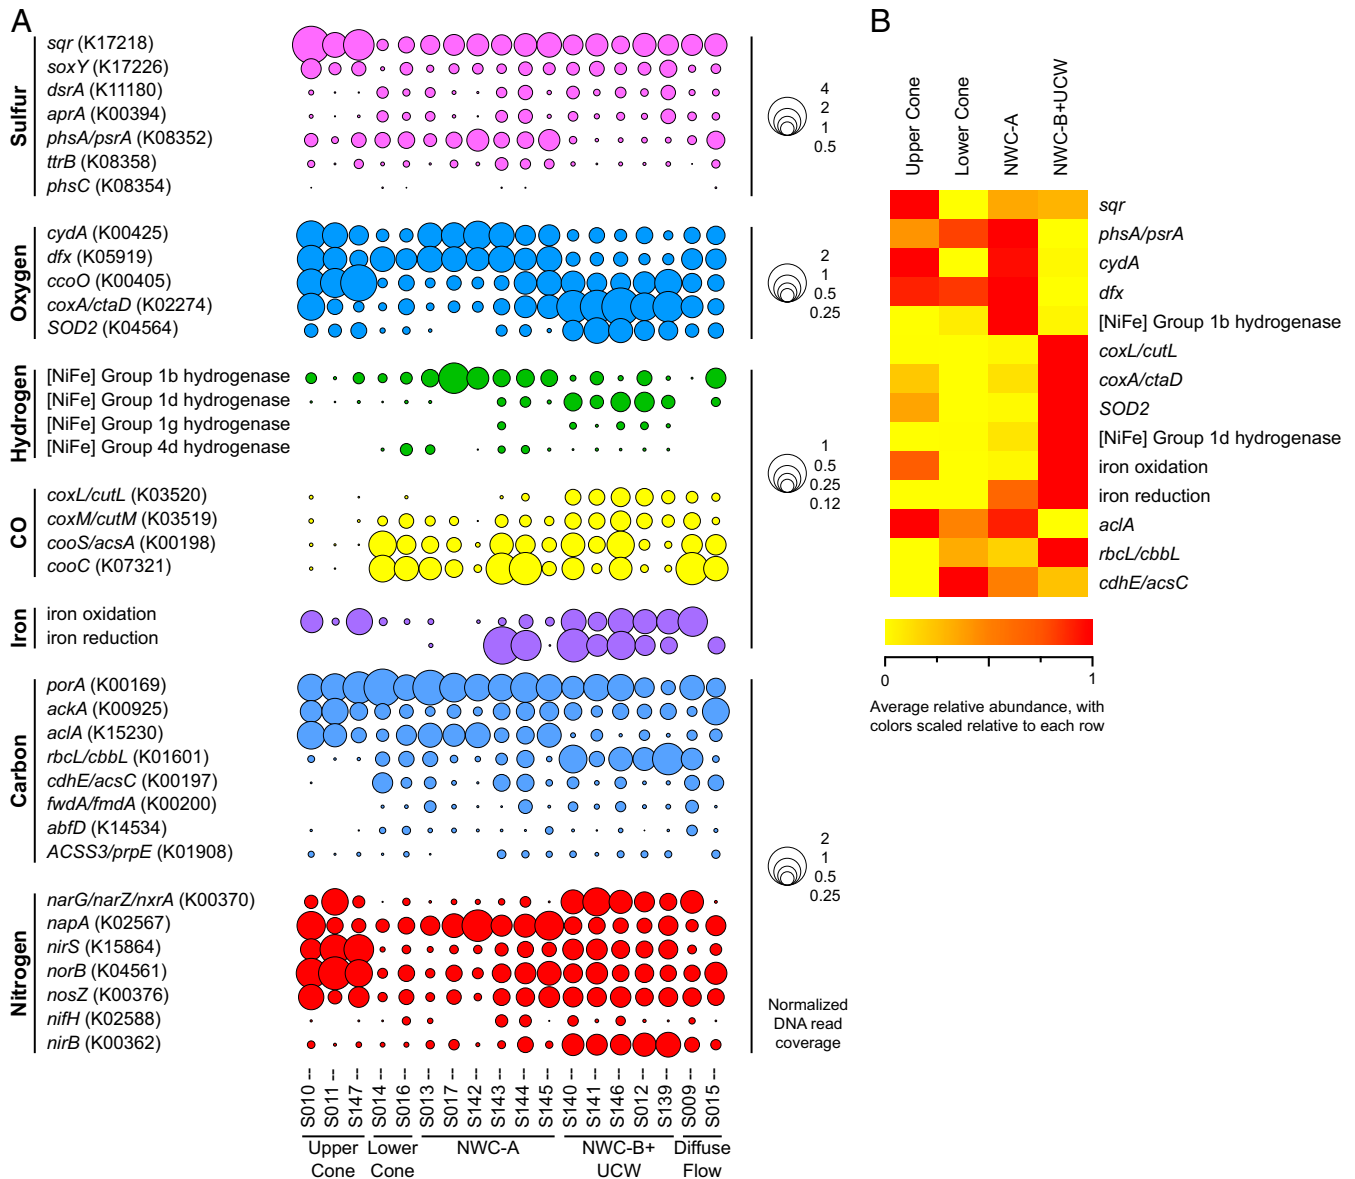 A
Sulfur
sqr (K17218)
soxY (K17226)
dsrA (K11180)
aprA (K00394)
phsA/psrA (K08352)
ttrB (K08358)
phsC (K08354)
4
2
1
0.5
Oxygen
cydA (K00425)
dfx (K05919)
ccoO (K00405)
coxA/ctaD (K02274)
SOD2 (K04564)
2
1
0.5
0.25
Hydrogen
[NiFe] Group 1b hydrogenase
[NiFe] Group 1d hydrogenase
[NiFe] Group 1g hydrogenase
[NiFe] Group 4d hydrogenase
1
0.5
0.25
0.12
CO
coxL/cutL (K03520)
coxM/cutM (K03519)
cooS/acsA (K00198)
cooC (K07321)
Iron
iron oxidation
iron reduction
Carbon
porA (K00169)
ackA (K00925)
aclA (K15230)
rbcL/cbbL (K01601)
cdhE/acsC (K00197)
fwdA/fmdA (K00200)
abfD (K14534)
ACSS3/prpE (K01908)
2
1
0.5
0.25
Nitrogen
narG/narZ/nxrA (K00370)
napA (K02567)
nirS (K15864)
norB (K04561)
nosZ (K00376)
nifH (K02588)
nirB (K00362)
Normalized
DNA read
coverage
S010 --
S011 --
S147 --
S014 --
S016 --
S013 --
S017 --
S142 --
S143 --
S144 --
S145 --
S140 --
S141 --
S146 --
S012 --
S139 --
S009 --
S015 --
Upper
Cone
Lower
Cone
NWC-A
NWC-B+
UCW
Diffuse
Flow
B
Upper Cone
Lower Cone
NWC-A
NWC-B+UCW
sqr
phsA/psrA
cydA
dfx
[NiFe] Group 1b hydrogenase
coxL/cutL
coxA/ctaD
SOD2
[NiFe] Group 1d hydrogenase
iron oxidation
iron reduction
aclA
rbcL/cbbL
cdhE/acsC
0
1
Average relative abundance, with
colors scaled relative to each row